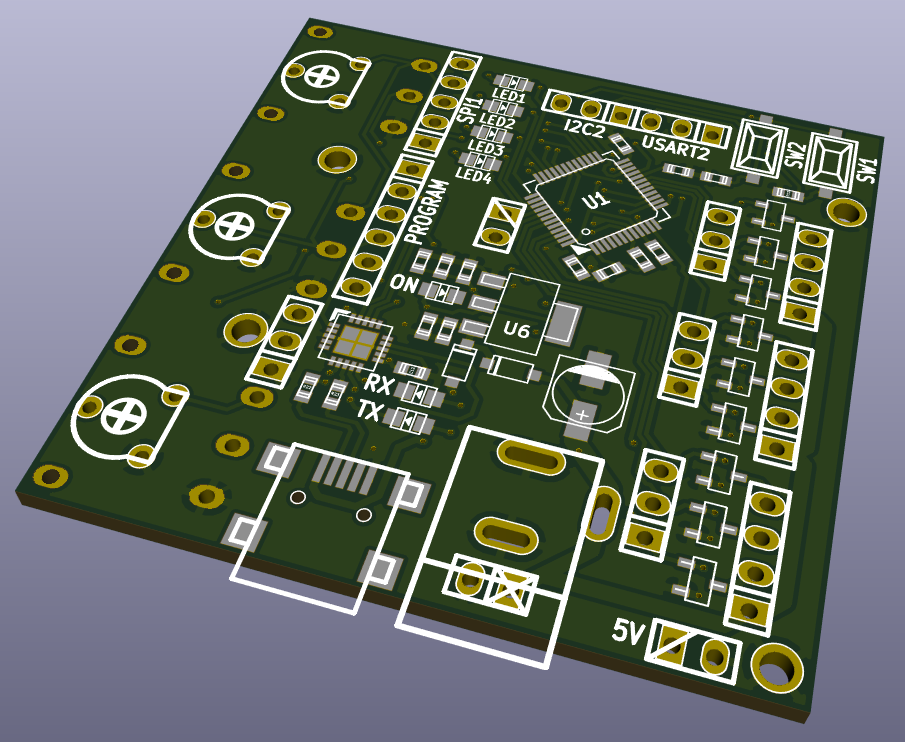 LED1
LED2
LED3
LED4
SPI1
I2C2
USART2
SW2
SW1
U1
PROGRAM
ON
U6
RX
TX
+
5V